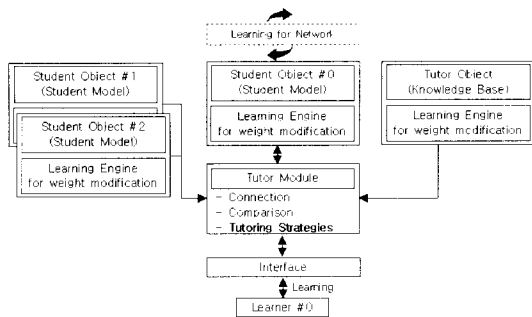 Learning for Network
Student Object #1
(Student Model)
Student Object #2
(Student Model)
Learning Engine
for weight modification
Student Object #0
(Student Model)
Learning Engine
for weight modification
Tutor Object
(Knowledge Base)
Learning Engine
for weight modification
Tutor Module
- Connection
- Comparison
- Tutoring Strategies
Interface
Learning
Learner #0